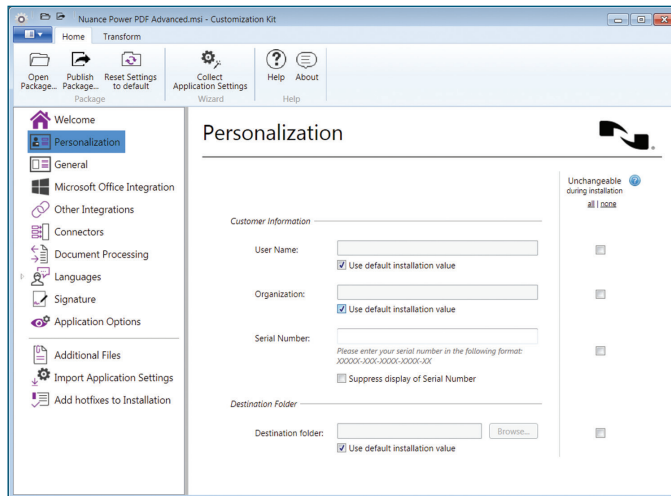 Nuance Power PDF Advanced.msi - Customization Kit
Home Transform
Open Package...
Publish Package...
Reset Settings to default
Collect Application Settings
Help
About
Package
Wizard
Help
Welcome
Personalization
General
Microsoft Office Integration
Other Integrations
Connectors
Document Processing
Languages
Signature
Application Options
Additional Files
Import Application Settings
Add hotfixes to Installation
Personalization
Unchangeable
during installation
all | none
Customer Information
User Name:
Use default installation value
Organization:
Use default installation value
Serial Number:
Please enter your serial number in the following format:
XXXXX-XXX-XXXX-XXXX-XX
Suppress display of Serial Number
Destination Folder
Destination folder:
Browse...
Use default installation value